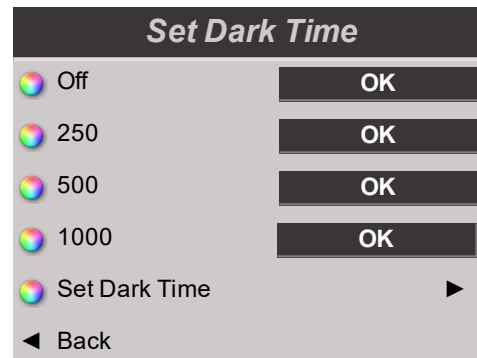 Set Dark Time
Off OK
250 OK
500 OK
1000 OK
Set Dark Time ►
◄ Back